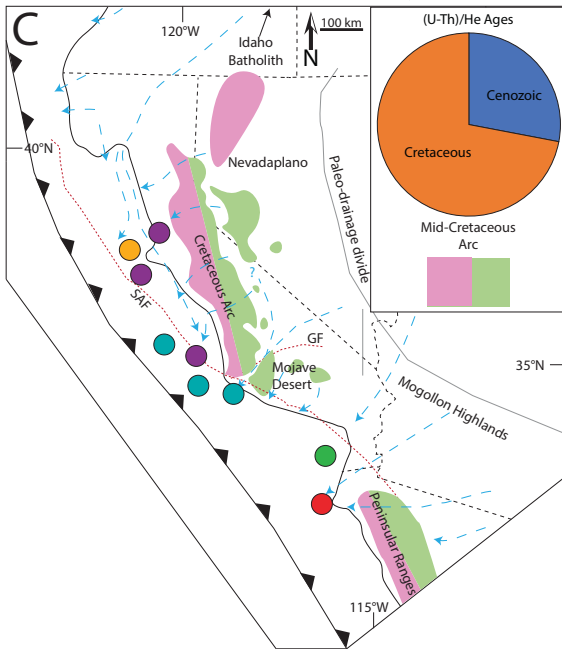 C
120°W
Idaho
Batholith
N
100 km
(U-Th)/He Ages
Cenozoic
Cretaceous
Mid-Cretaceous
Arc
40°N
Nevadaplano
Paleo-drainage divide
Cretaceous Arc
?
SAF
GF
Mojave
Desert
35°N
Mogollon Highlands
Peninsular Ranges
115°W